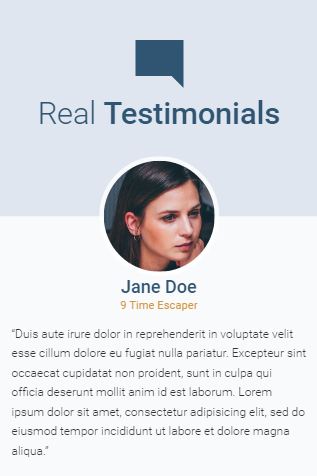 Real Testimonials
Jane Doe
9 Time Escaper
“Duis aute irure dolor in reprehenderit in voluptate velit
esse cillum dolore eu fugiat nulla pariatur. Excepteur sint
occaecat cupidatat non proident, sunt in culpa qui
officia deserunt mollit anim id est laborum. Lorem
ipsum dolor sit amet, consectetur adipisicing elit, sed do
eiusmod tempor incididunt ut labore et dolore magna
aliqua.”